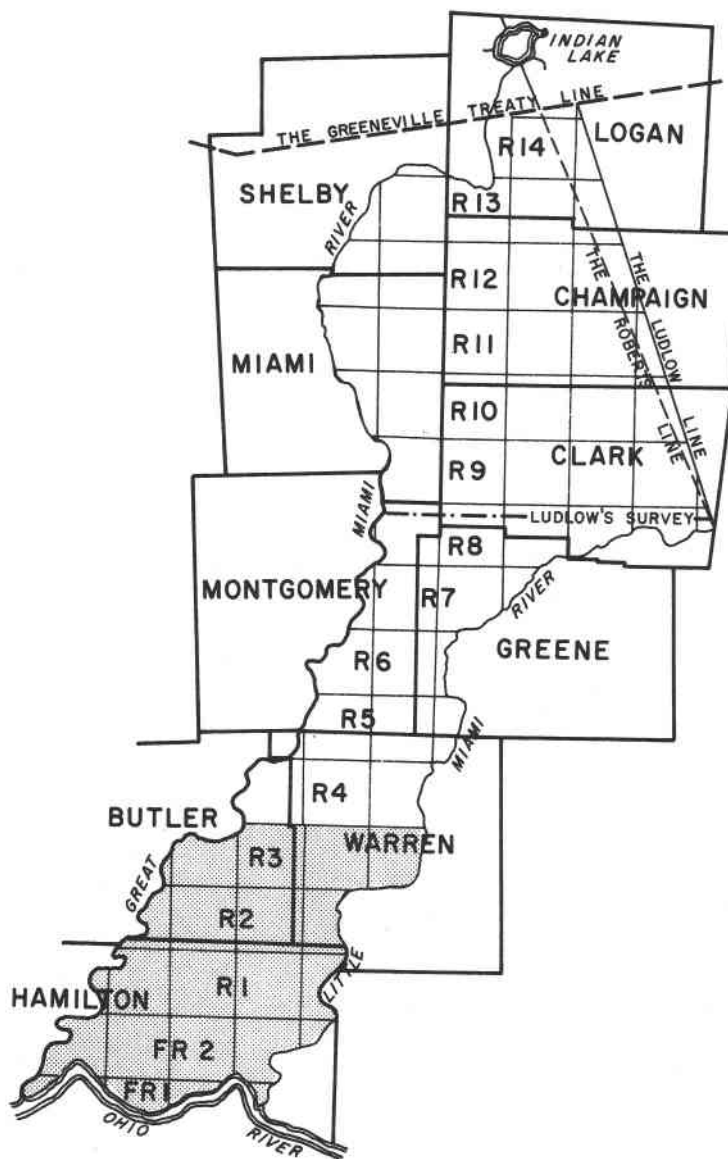 INDIAN
LAKE
THE GREENEVILLE TREATY LINE
LOGAN
R14
SHELBY
R13
RIVER
R12
CHAMPAIGN
THE LUDLOW LINE
THE ROBERTS LINE
MIAMI
R11
R10
R9
CLARK
MIAMI
LUDLOW'S SURVEY
R8
MONTGOMERY
R7
RIVER
GREENE
R6
R5
MIAMI
R4
BUTLER
WARREN
R3
GREAT
R2
LITTLE
R1
HAMILTON
FR 2
FR 1
OHIO
RIVER